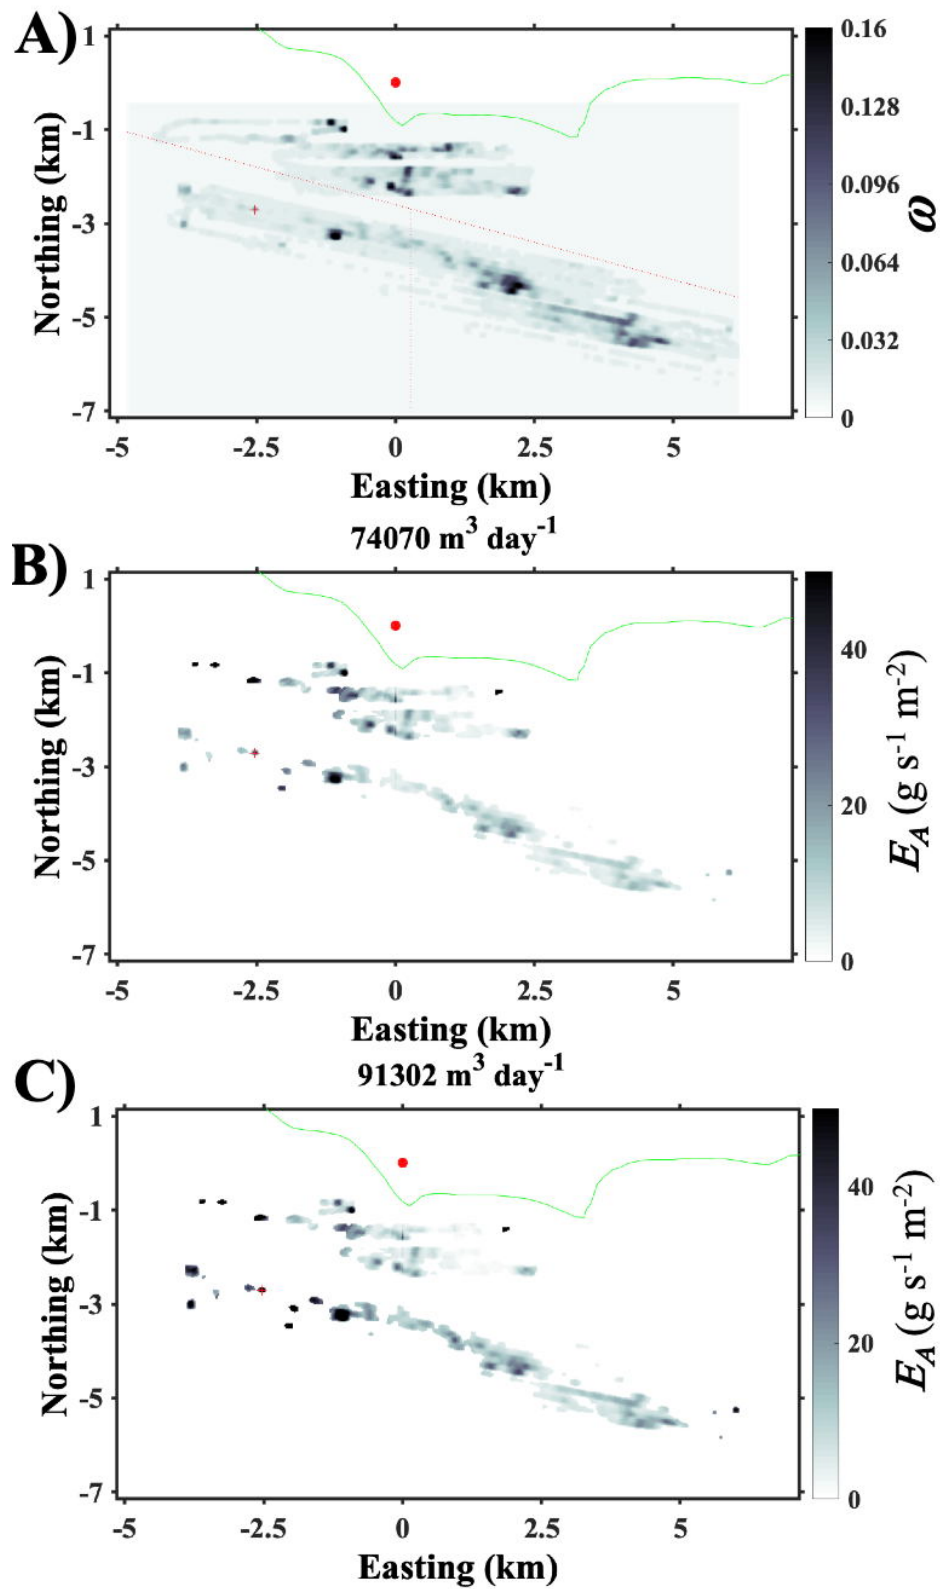 A)
1
-1
-3
-5
-7
Northing (km)
-5 -2.5 0 2.5 5
Easting (km)
0.16
0.128
0.096
0.064
0.032
0
ω
74070 m³ day⁻¹
B)
1
-1
-3
-5
-7
Northing (km)
-5 -2.5 0 2.5 5
Easting (km)
40
20
0
E_A (g s⁻¹ m⁻²)
91302 m³ day⁻¹
C)
1
-1
-3
-5
-7
Northing (km)
-5 -2.5 0 2.5 5
Easting (km)
40
20
0
E_A (g s⁻¹ m⁻²)